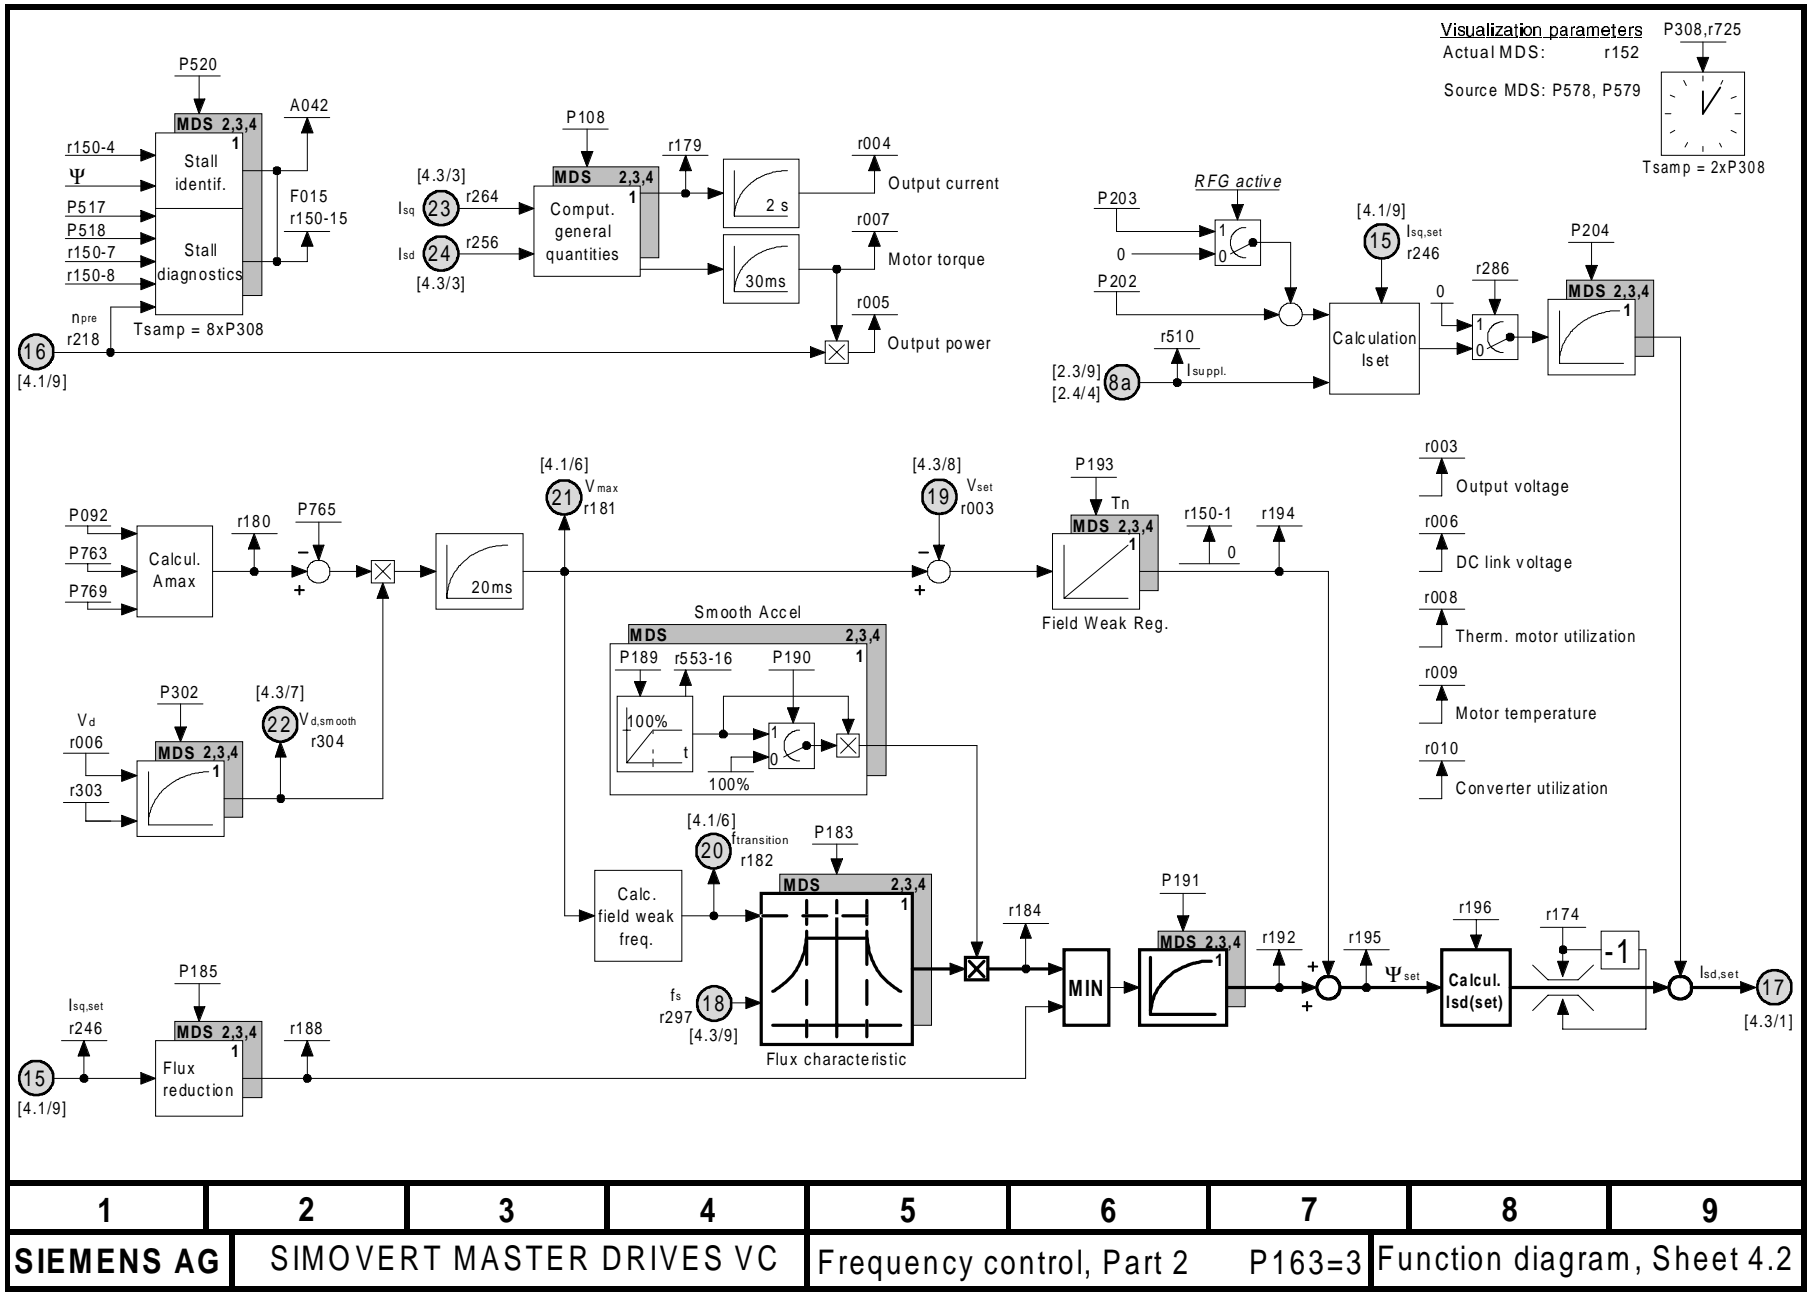 Visualization parameters
Actual MDS: r152
Source MDS: P578, P579
P308,r725
Tsamp = 2xP308
P520
MDS 2,3,4
1
A042
r150-4
Ψ
Stall
identif.
P517
P518
r150-7
r150-8
Stall
diagnostics
F015
r150-15
npre
r218
Tsamp = 8xP308
16
[4.1/9]
P108
MDS 2,3,4
1
[4.3/3]
Isq 23 r264
Isd 24 r256
[4.3/3]
Comput.
general
quantities
r179
2 s
30ms
r004
Output current
r007
Motor torque
r005
Output power
RFG active
P203
1
0
0
P202
[4.1/9]
15
Isq,set
r246
r510
Isuppl.
[2.3/9]
[2.4/4]
8a
Calculation
Iset
0
r286
1
0
P204
MDS 2,3,4
1
P092
P763
P769
Calcul.
Amax
r180
P765
−
+
20ms
[4.1/6]
21
Vmax
r181
[4.3/8]
19
Vset
r003
−
+
P193
Tn
MDS 2,3,4
1
Field Weak Reg.
r150-1
0
r194
r003
Output voltage
r006
DC link voltage
r008
Therm. motor utilization
r009
Motor temperature
r010
Converter utilization
Smooth Accel
MDS 2,3,4
1
P189
r553-16
P190
100%
t
1
0
100%
Vd
r006
r303
P302
MDS 2,3,4
1
[4.3/7]
22
Vd,smooth
r304
[4.1/6]
20
ftransition
r182
Calc.
field weak
freq.
P183
MDS 2,3,4
1
fs
r297
18
[4.3/9]
Flux characteristic
r184
MIN
P191
MDS 2,3,4
1
r192
+
+
r195
Ψset
r196
Calcul.
Isd(set)
r174
-1
Isd,set
17
[4.3/1]
Isq,set
r246
15
[4.1/9]
P185
MDS 2,3,4
1
Flux
reduction
r188
1 2 3 4 5 6 7 8 9
SIEMENS AG SIMOVERT MASTER DRIVES VC Frequency control, Part 2 P163=3 Function diagram, Sheet 4.2